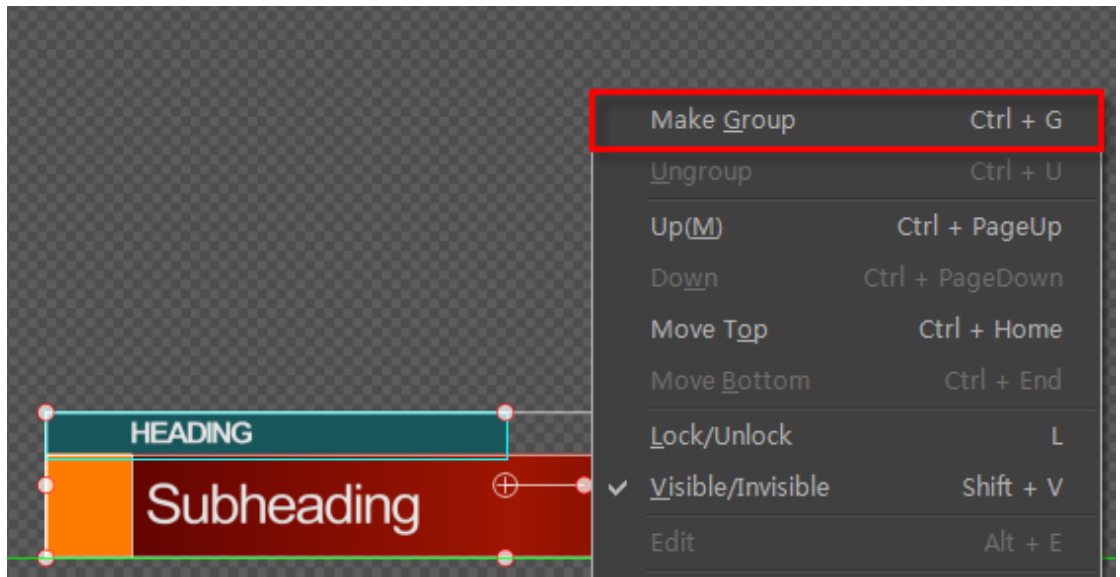 Make Group Ctrl + G
Ungroup Ctrl + U
Up(M) Ctrl + PageUp
Down Ctrl + PageDown
Move Top Ctrl + Home
Move Bottom Ctrl + End
Lock/Unlock L
Visible/Invisible Shift + V
Edit Alt + E
HEADING
Subheading